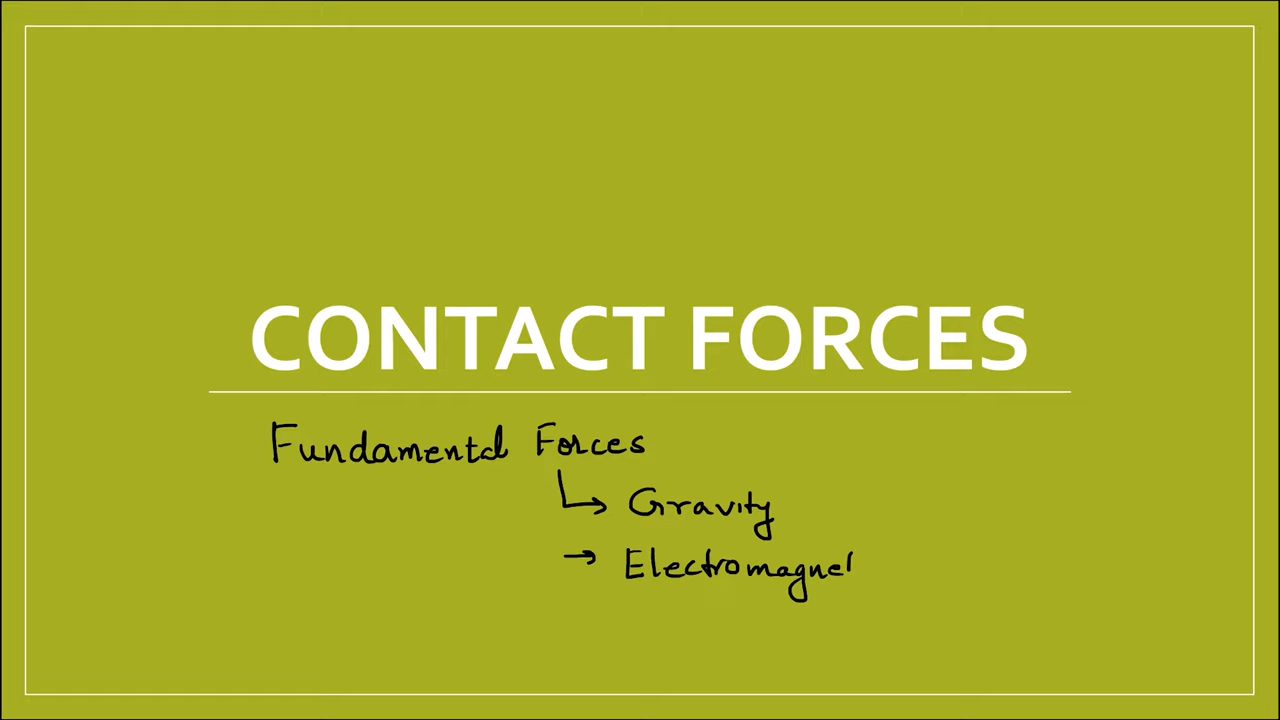 CONTACT FORCES
Fundamental Forces
→ Gravity
→ Electromagnet